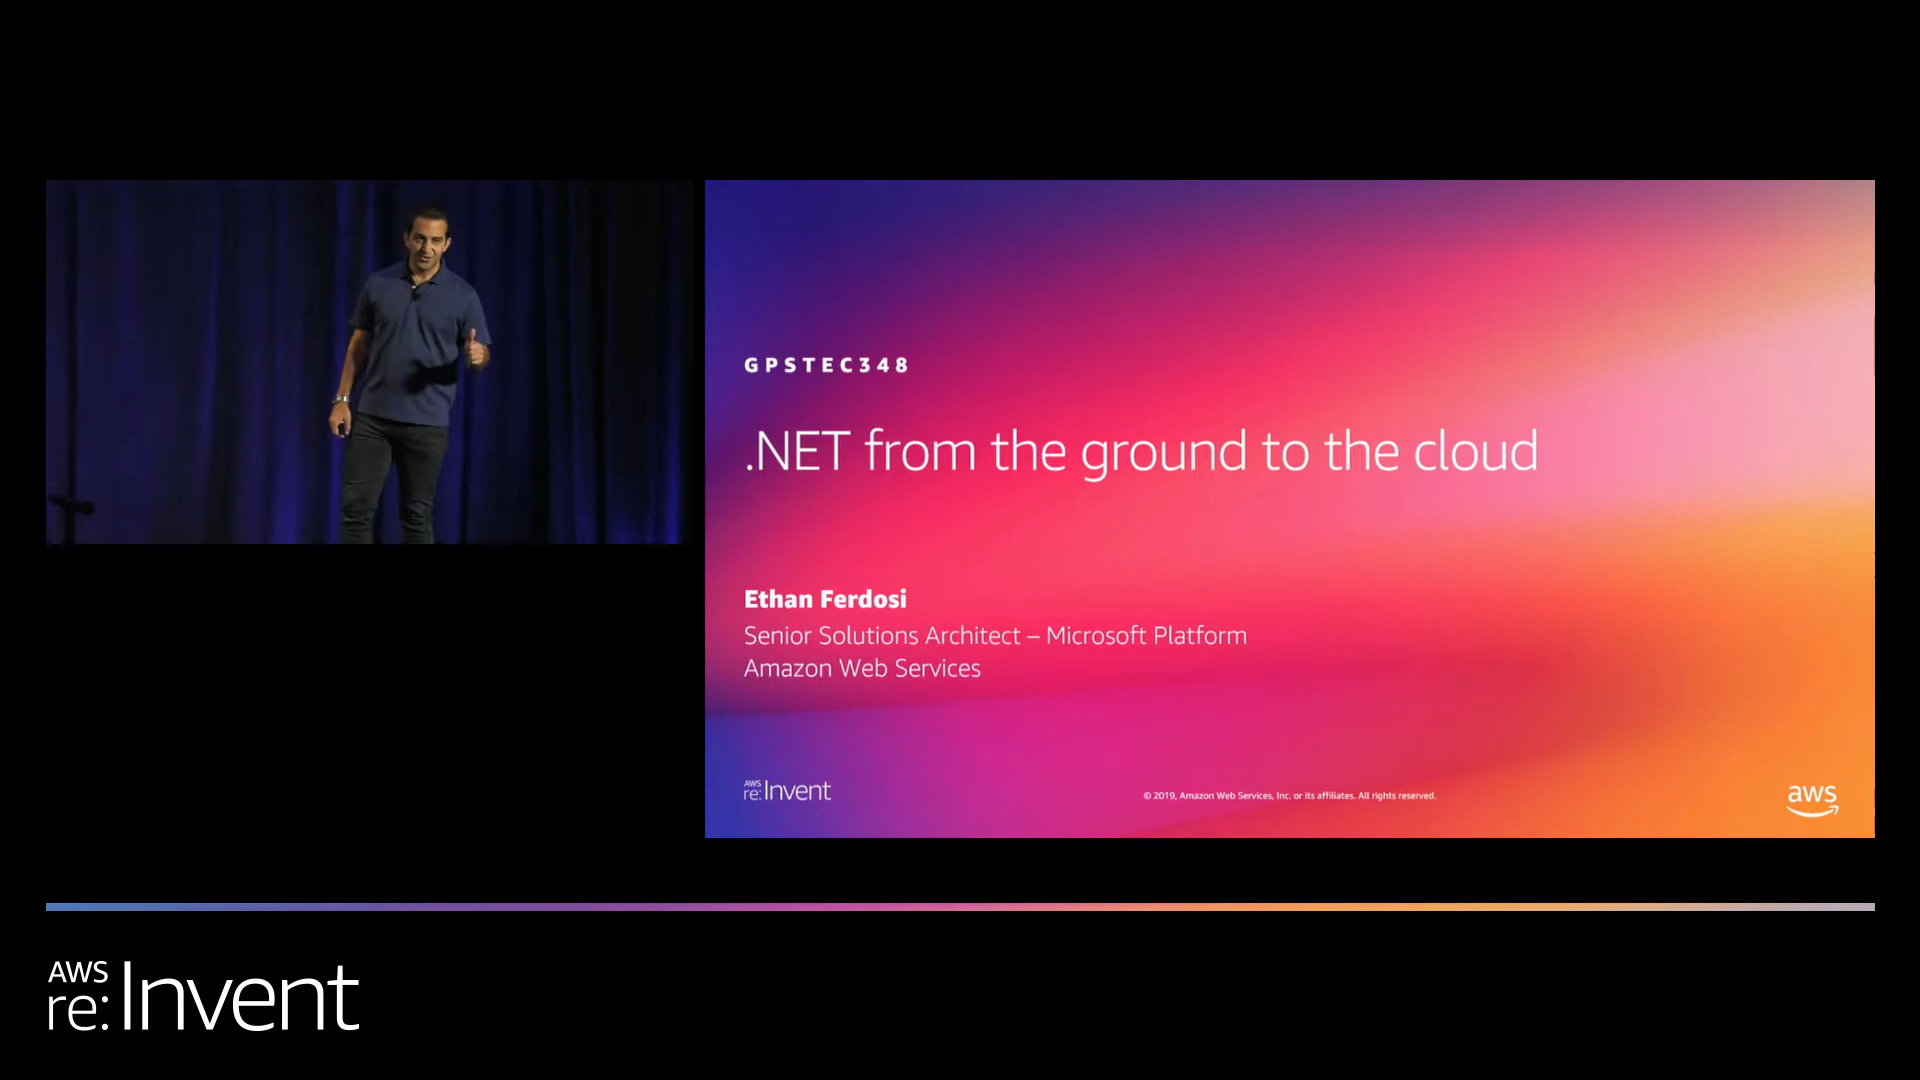 GPSTEC348
.NET from the ground to the cloud
Ethan Ferdosi
Senior Solutions Architect – Microsoft Platform
Amazon Web Services
AWS
re:Invent
© 2019, Amazon Web Services, Inc. or its affiliates. All rights reserved.
aws
AWS
re:Invent